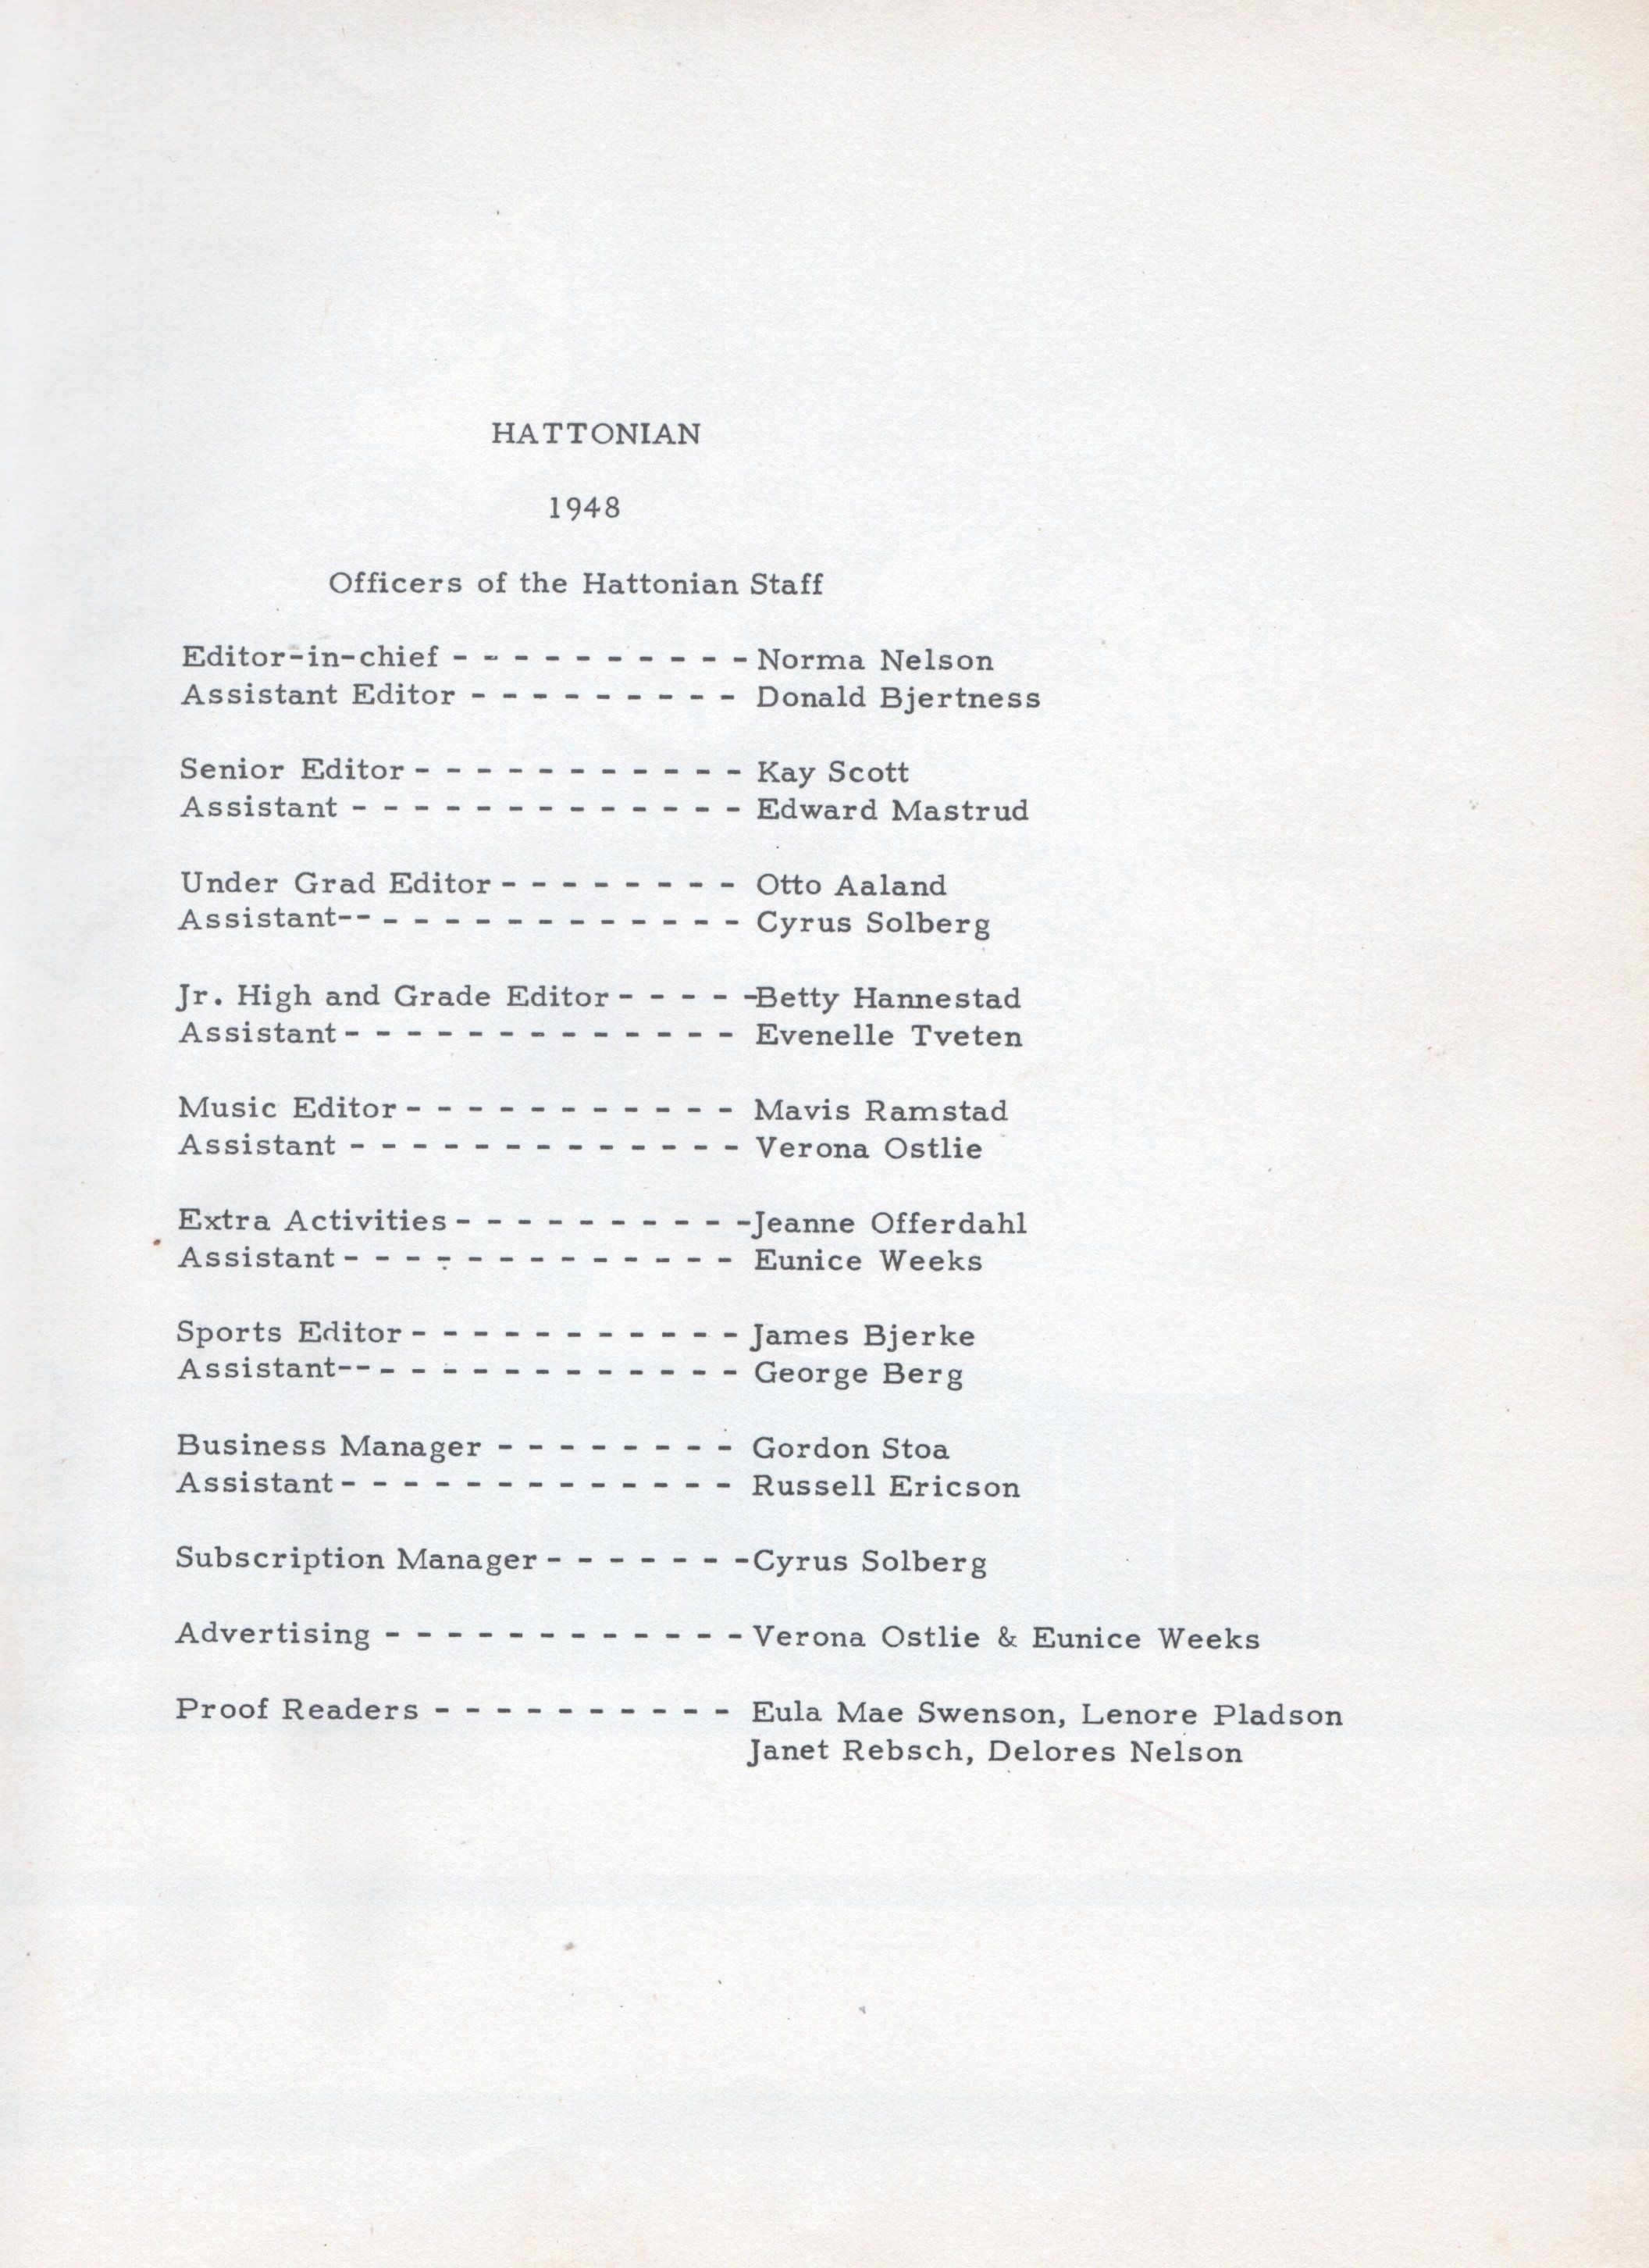 HATTONIAN
1948
Officers of the Hattonian Staff
Editor-in-chief - - - - - - - - - - Norma Nelson
Assistant Editor - - - - - - - - - Donald Bjertness
Senior Editor - - - - - - - - - - - Kay Scott
Assistant - - - - - - - - - - - - - Edward Mastrud
Under Grad Editor - - - - - - - - Otto Aaland
Assistant-- - - - - - - - - - - - - Cyrus Solberg
Jr. High and Grade Editor - - - - -Betty Hannestad
Assistant - - - - - - - - - - - - - Evenelle Tveten
Music Editor - - - - - - - - - - - Mavis Ramstad
Assistant - - - - - - - - - - - - - Verona Ostlie
Extra Activities - - - - - - - - - -Jeanne Offerdahl
Assistant - - - - - - - - - - - - - Eunice Weeks
Sports Editor - - - - - - - - - - - James Bjerke
Assistant-- - - - - - - - - - - - - George Berg
Business Manager - - - - - - - - Gordon Stoa
Assistant - - - - - - - - - - - - - Russell Ericson
Subscription Manager - - - - - - -Cyrus Solberg
Advertising - - - - - - - - - - - - Verona Ostlie & Eunice Weeks
Proof Readers - - - - - - - - - - Eula Mae Swenson, Lenore Pladson
Janet Rebsch, Delores Nelson